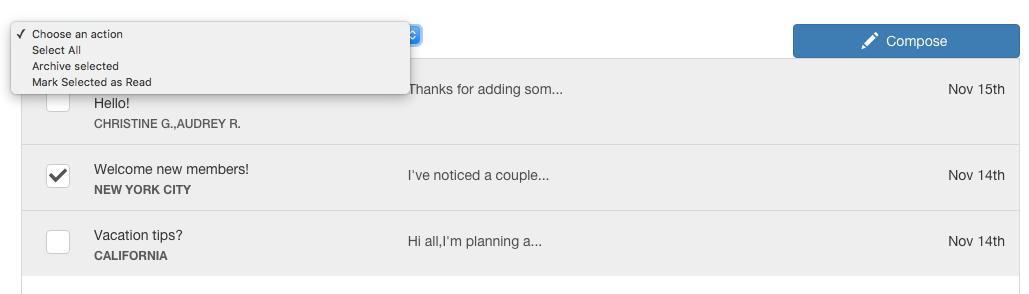 Choose an action
Select All
Archive selected
Mark Selected as Read
Compose
Hello!
CHRISTINE G.,AUDREY R.
Thanks for adding som...
Nov 15th
Welcome new members!
NEW YORK CITY
I've noticed a couple...
Nov 14th
Vacation tips?
CALIFORNIA
Hi all,I'm planning a...
Nov 14th